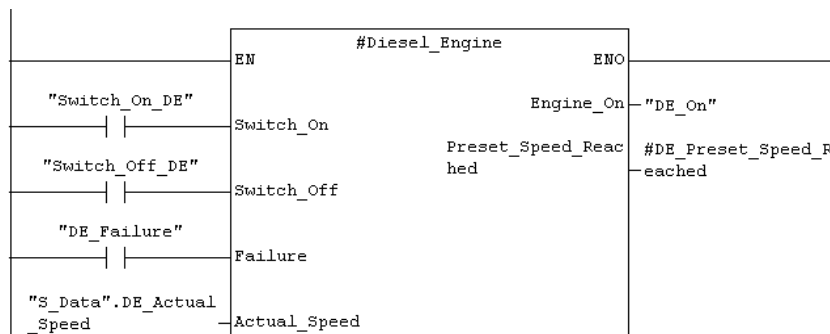 #Diesel_Engine
EN
ENO
Engine_On
"DE_On"
"Switch_On_DE"
Switch_On
Preset_Speed_Reac
hed
#DE_Preset_Speed_R
eached
"Switch_Off_DE"
Switch_Off
"DE_Failure"
Failure
"S_Data".DE_Actual
_Speed
Actual_Speed